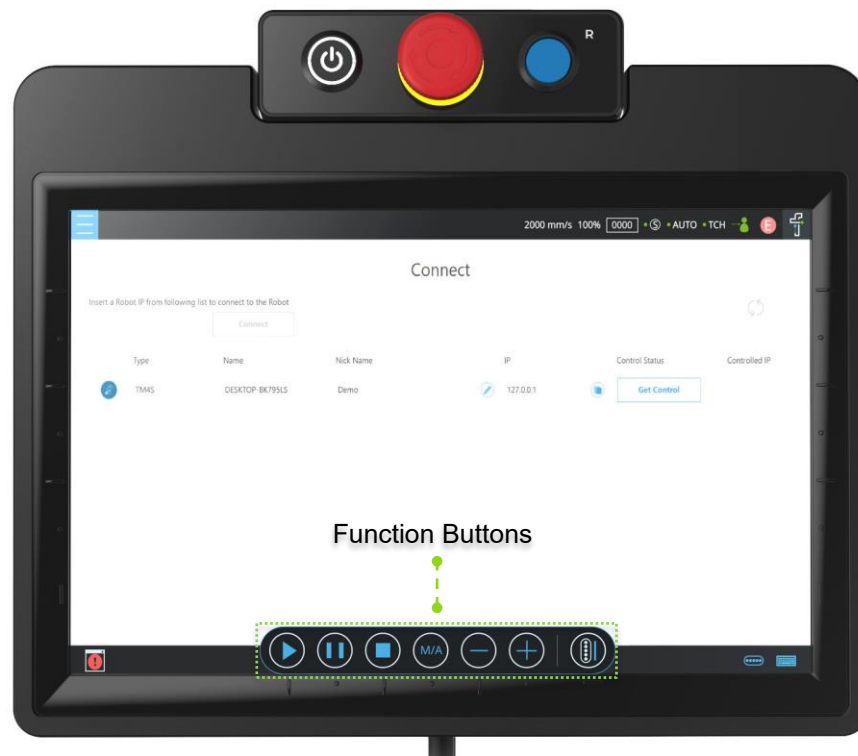 R
2000 mm/s 100% 0000 Ⓢ AUTO TCH E
Connect
Insert a Robot IP from following list to connect to the Robot
Connect
Type Name Nick Name IP Control Status Controlled IP
TM4S DESKTOP-BK795LS Demo 127.0.0.1 Get Control
Function Buttons
M/A